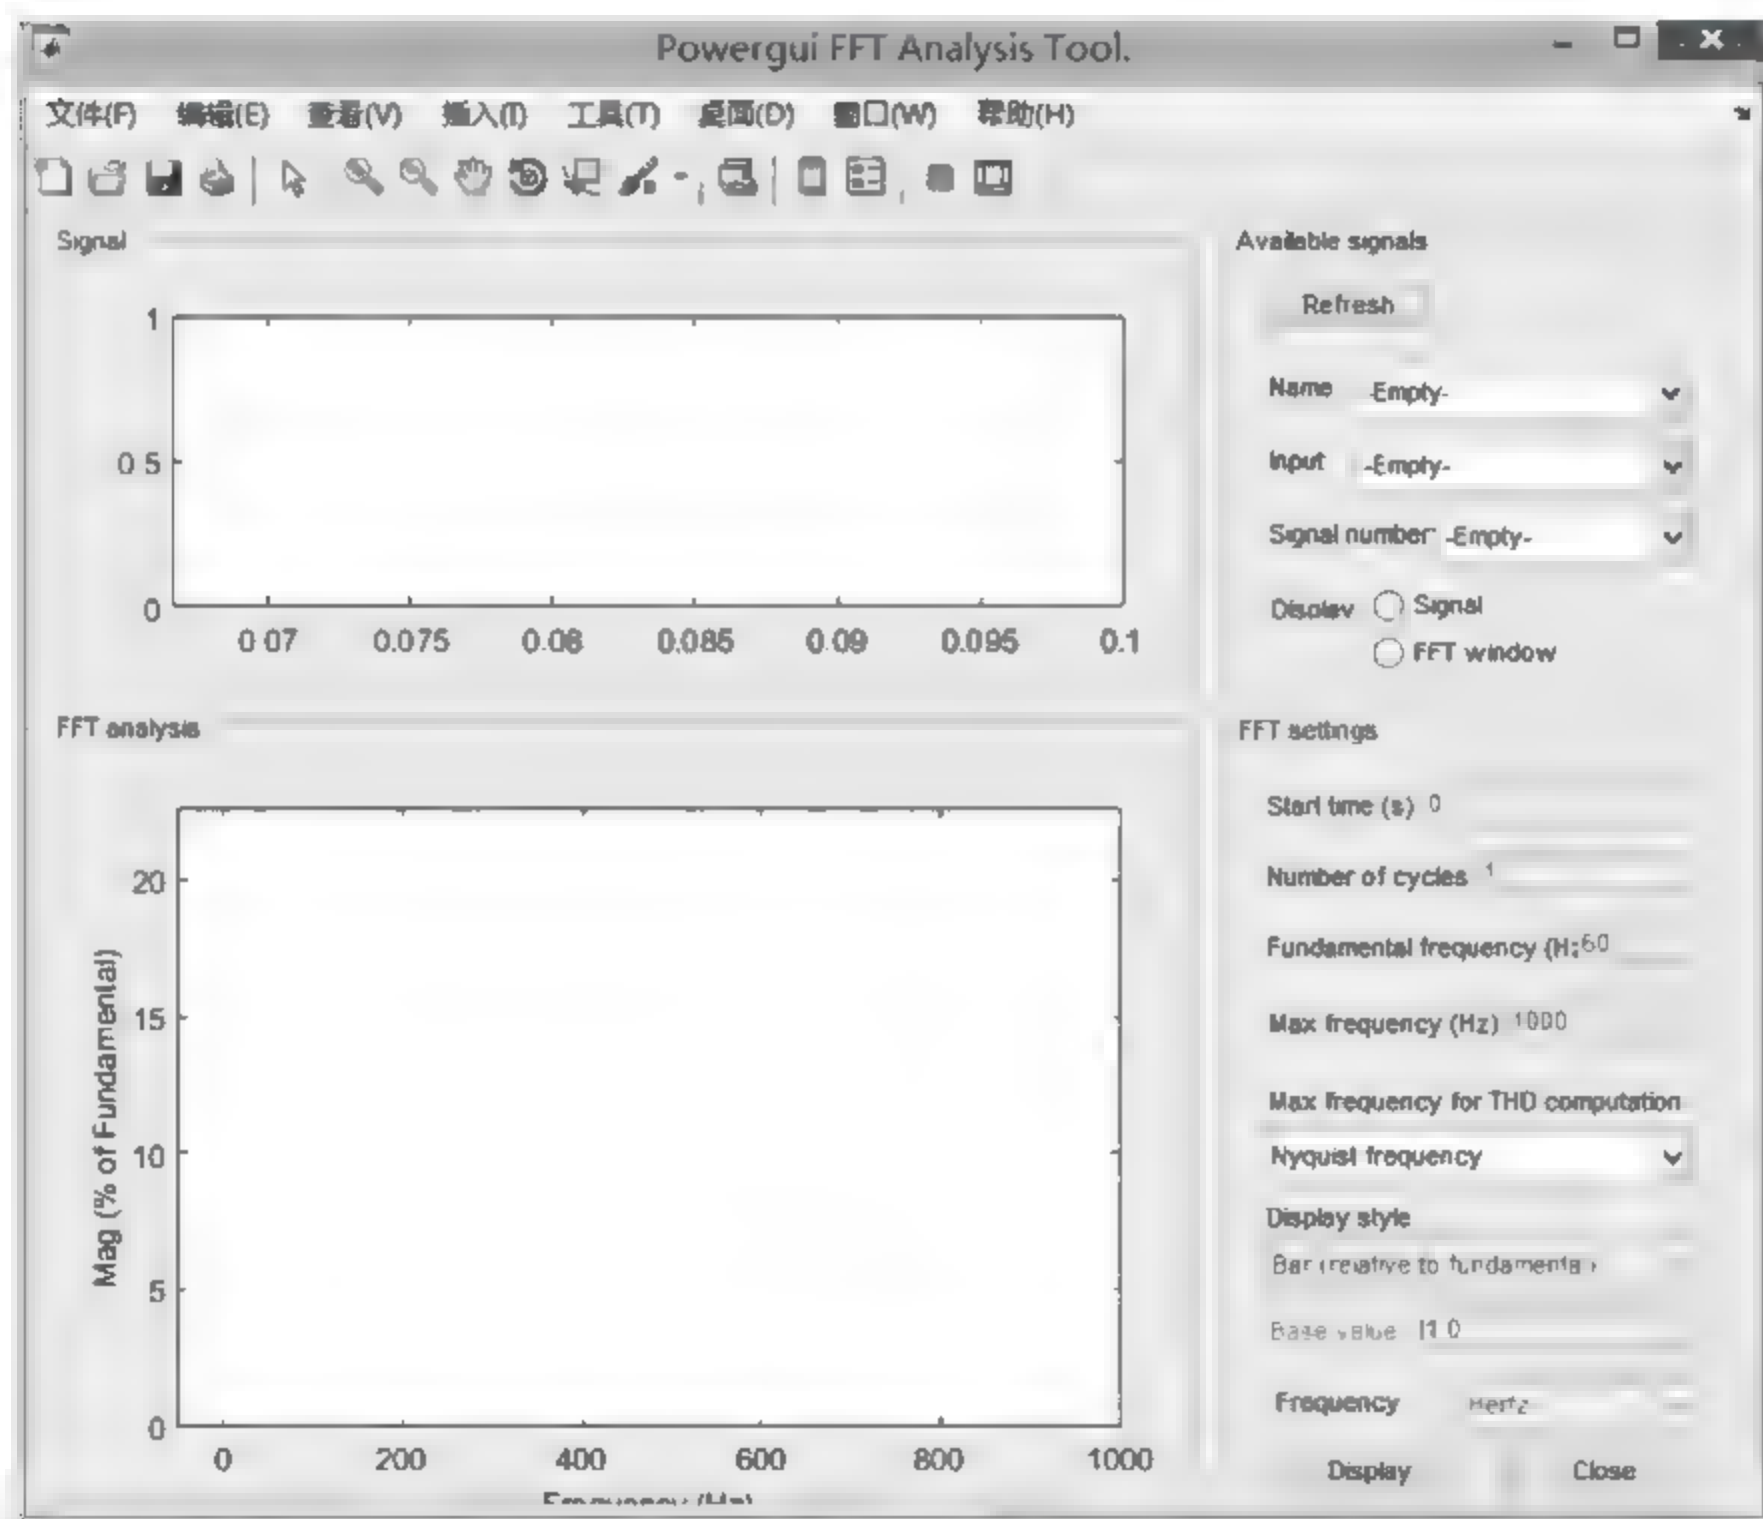 Powergui FFT Analysis Tool.
文件(F) 编辑(E) 查看(V) 插入(I) 工具(T) 桌面(D) 窗口(W) 帮助(H)
Signal
1
0.5
0
0.07 0.075 0.08 0.085 0.09 0.095 0.1
FFT analysis
Mag (% of Fundamental)
20
15
10
5
0
0 200 400 600 800 1000
Frequency (Hz)
Available signals
Refresh
Name -Empty-
Input -Empty-
Signal number: -Empty-
Display Signal
FFT window
FFT settings
Start time (s) 0
Number of cycles 1
Fundamental frequency (Hz 60
Max frequency (Hz) 1000
Max frequency for THD computation
Nyquist frequency
Display style
Bar (relative to fundamental)
Base value 1.0
Frequency Hertz
Display Close